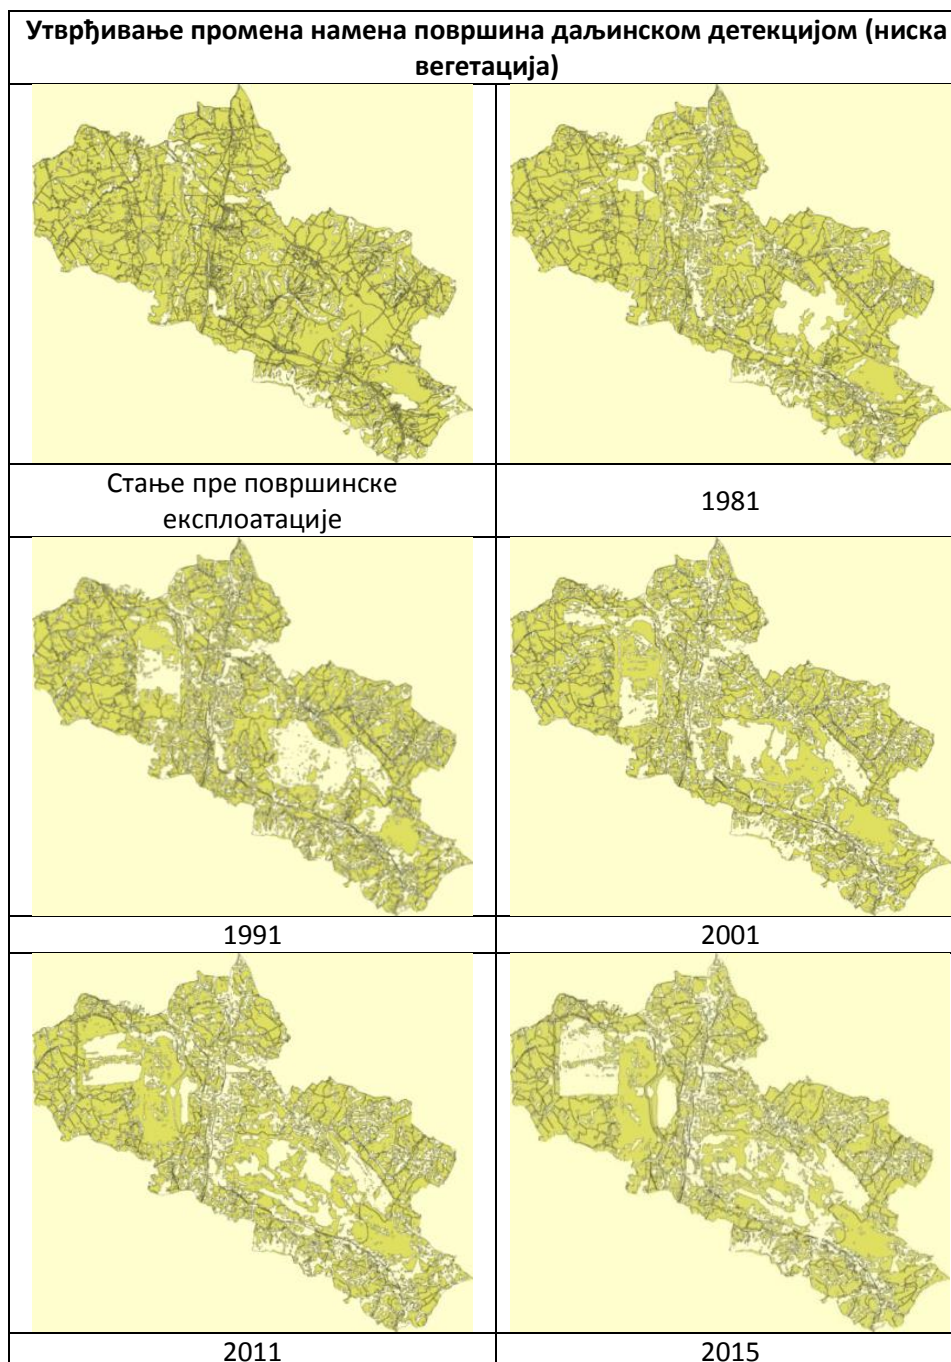 Утврђивање промена намена површина даљинском детекцијом (ниска
вегетација)
Стање пре површинске
експлоатације
1981
1991
2001
2011
2015